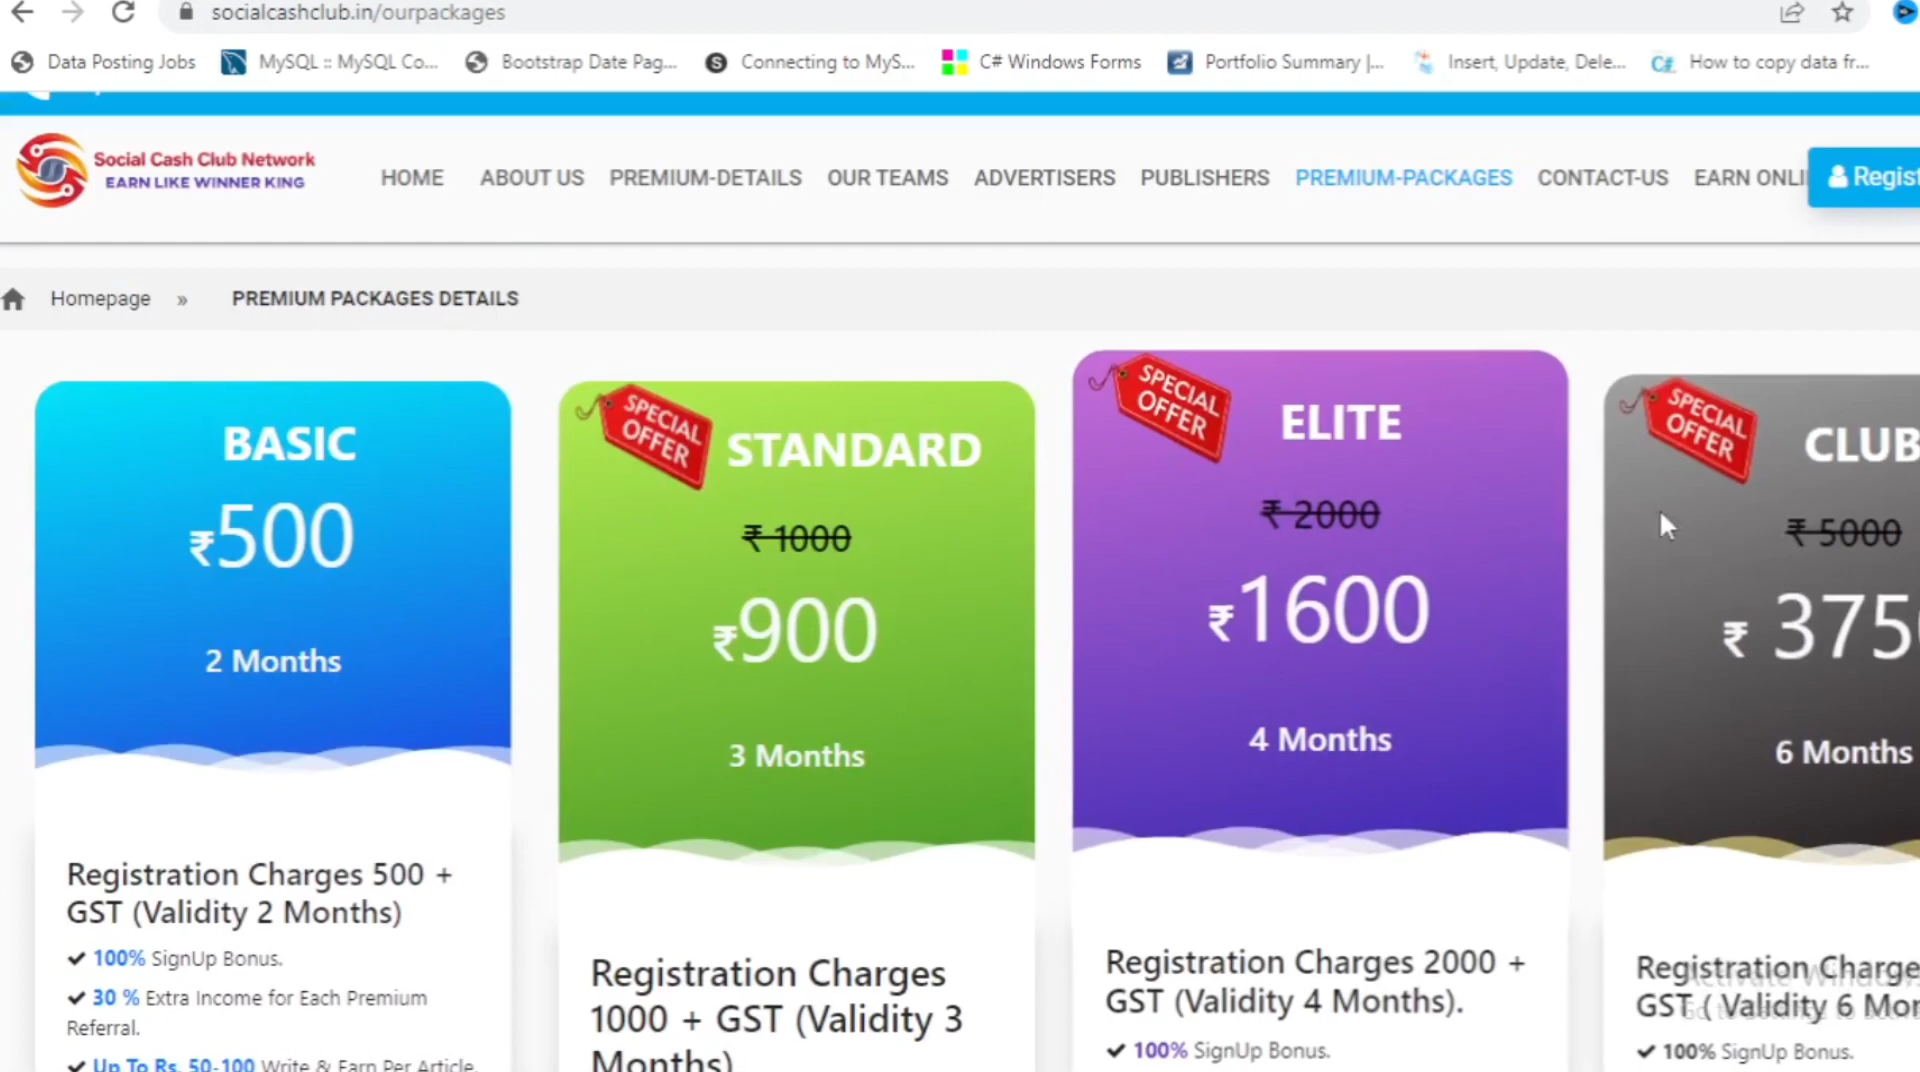 socialcashclub.in/ourpackages
Data Posting Jobs
MySQL :: MySQL Co...
Bootstrap Date Pag...
Connecting to MyS...
C# Windows Forms
Portfolio Summary |...
Insert, Update, Dele...
How to copy data fr...
Social Cash Club Network
EARN LIKE WINNER KING
HOME
ABOUT US
PREMIUM-DETAILS
OUR TEAMS
ADVERTISERS
PUBLISHERS
PREMIUM-PACKAGES
CONTACT-US
EARN ONLI
Regist
Homepage » PREMIUM PACKAGES DETAILS
BASIC
₹500
2 Months
Registration Charges 500 +
GST (Validity 2 Months)
100% SignUp Bonus.
30 % Extra Income for Each Premium
Referral.
Up To Rs. 50-100 Write & Earn Per Article.
SPECIAL
OFFER
STANDARD
₹ 1000
₹900
3 Months
Registration Charges
1000 + GST (Validity 3
Months)
SPECIAL
OFFER
ELITE
₹ 2000
₹1600
4 Months
Registration Charges 2000 +
GST (Validity 4 Months).
100% SignUp Bonus.
SPECIAL
OFFER
CLUB
₹ 5000
₹ 375
6 Months
Registration Charge
GST ( Validity 6 Mon
100% SignUp Bonus.
Activate Windows